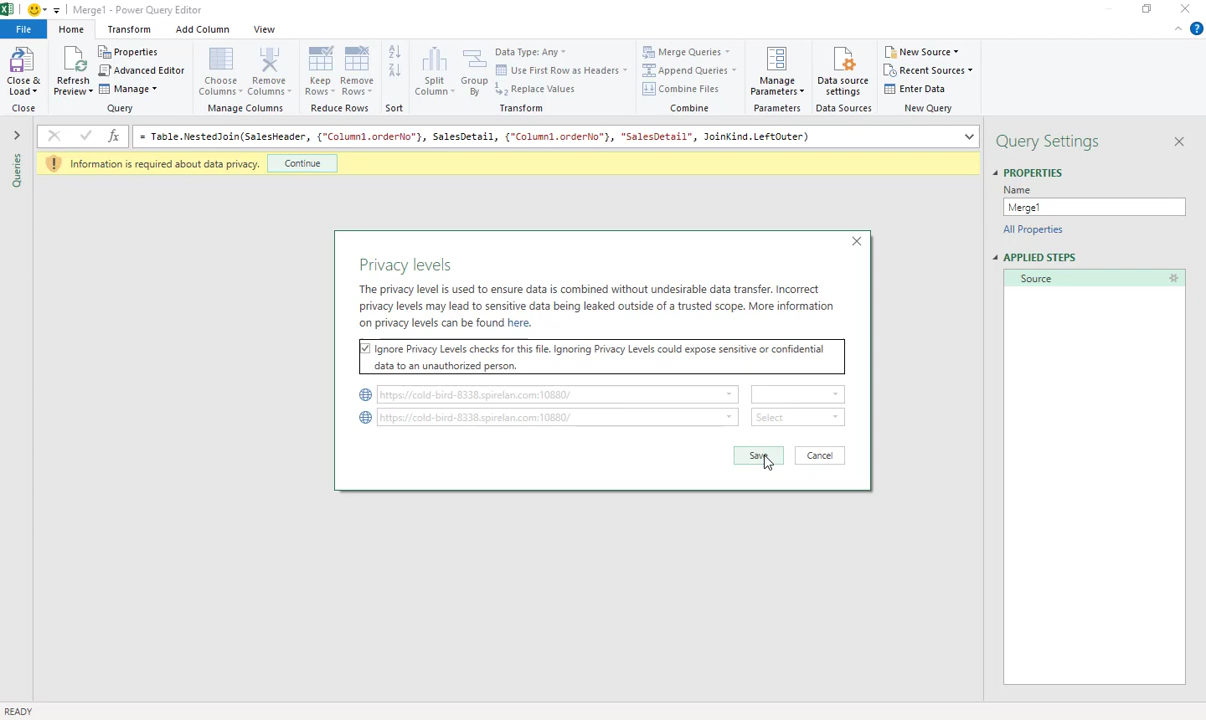 Merge1 - Power Query Editor
File
Home
Transform
Add Column
View
Close & Load
Refresh Preview
Properties
Advanced Editor
Manage
Choose Columns
Remove Columns
Keep Rows
Remove Rows
Split Column
Group By
Data Type: Any
Use First Row as Headers
Replace Values
Merge Queries
Append Queries
Combine Files
Manage Parameters
Data source settings
New Source
Recent Sources
Enter Data
Close
Query
Manage Columns
Reduce Rows
Sort
Transform
Combine
Parameters
Data Sources
New Query
fx
= Table.NestedJoin(SalesHeader, {"Column1.orderNo"}, SalesDetail, {"Column1.orderNo"}, "SalesDetail", JoinKind.LeftOuter)
Queries
Information is required about data privacy.
Continue
Privacy levels
The privacy level is used to ensure data is combined without undesirable data transfer. Incorrect
privacy levels may lead to sensitive data being leaked outside of a trusted scope. More information
on privacy levels can be found here.
Ignore Privacy Levels checks for this file. Ignoring Privacy Levels could expose sensitive or confidential
data to an unauthorized person.
https://cold-bird-8338.spirelan.com:10880/
https://cold-bird-8338.spirelan.com:10880/
Select
Save
Cancel
Query Settings
PROPERTIES
Name
Merge1
All Properties
APPLIED STEPS
Source
READY